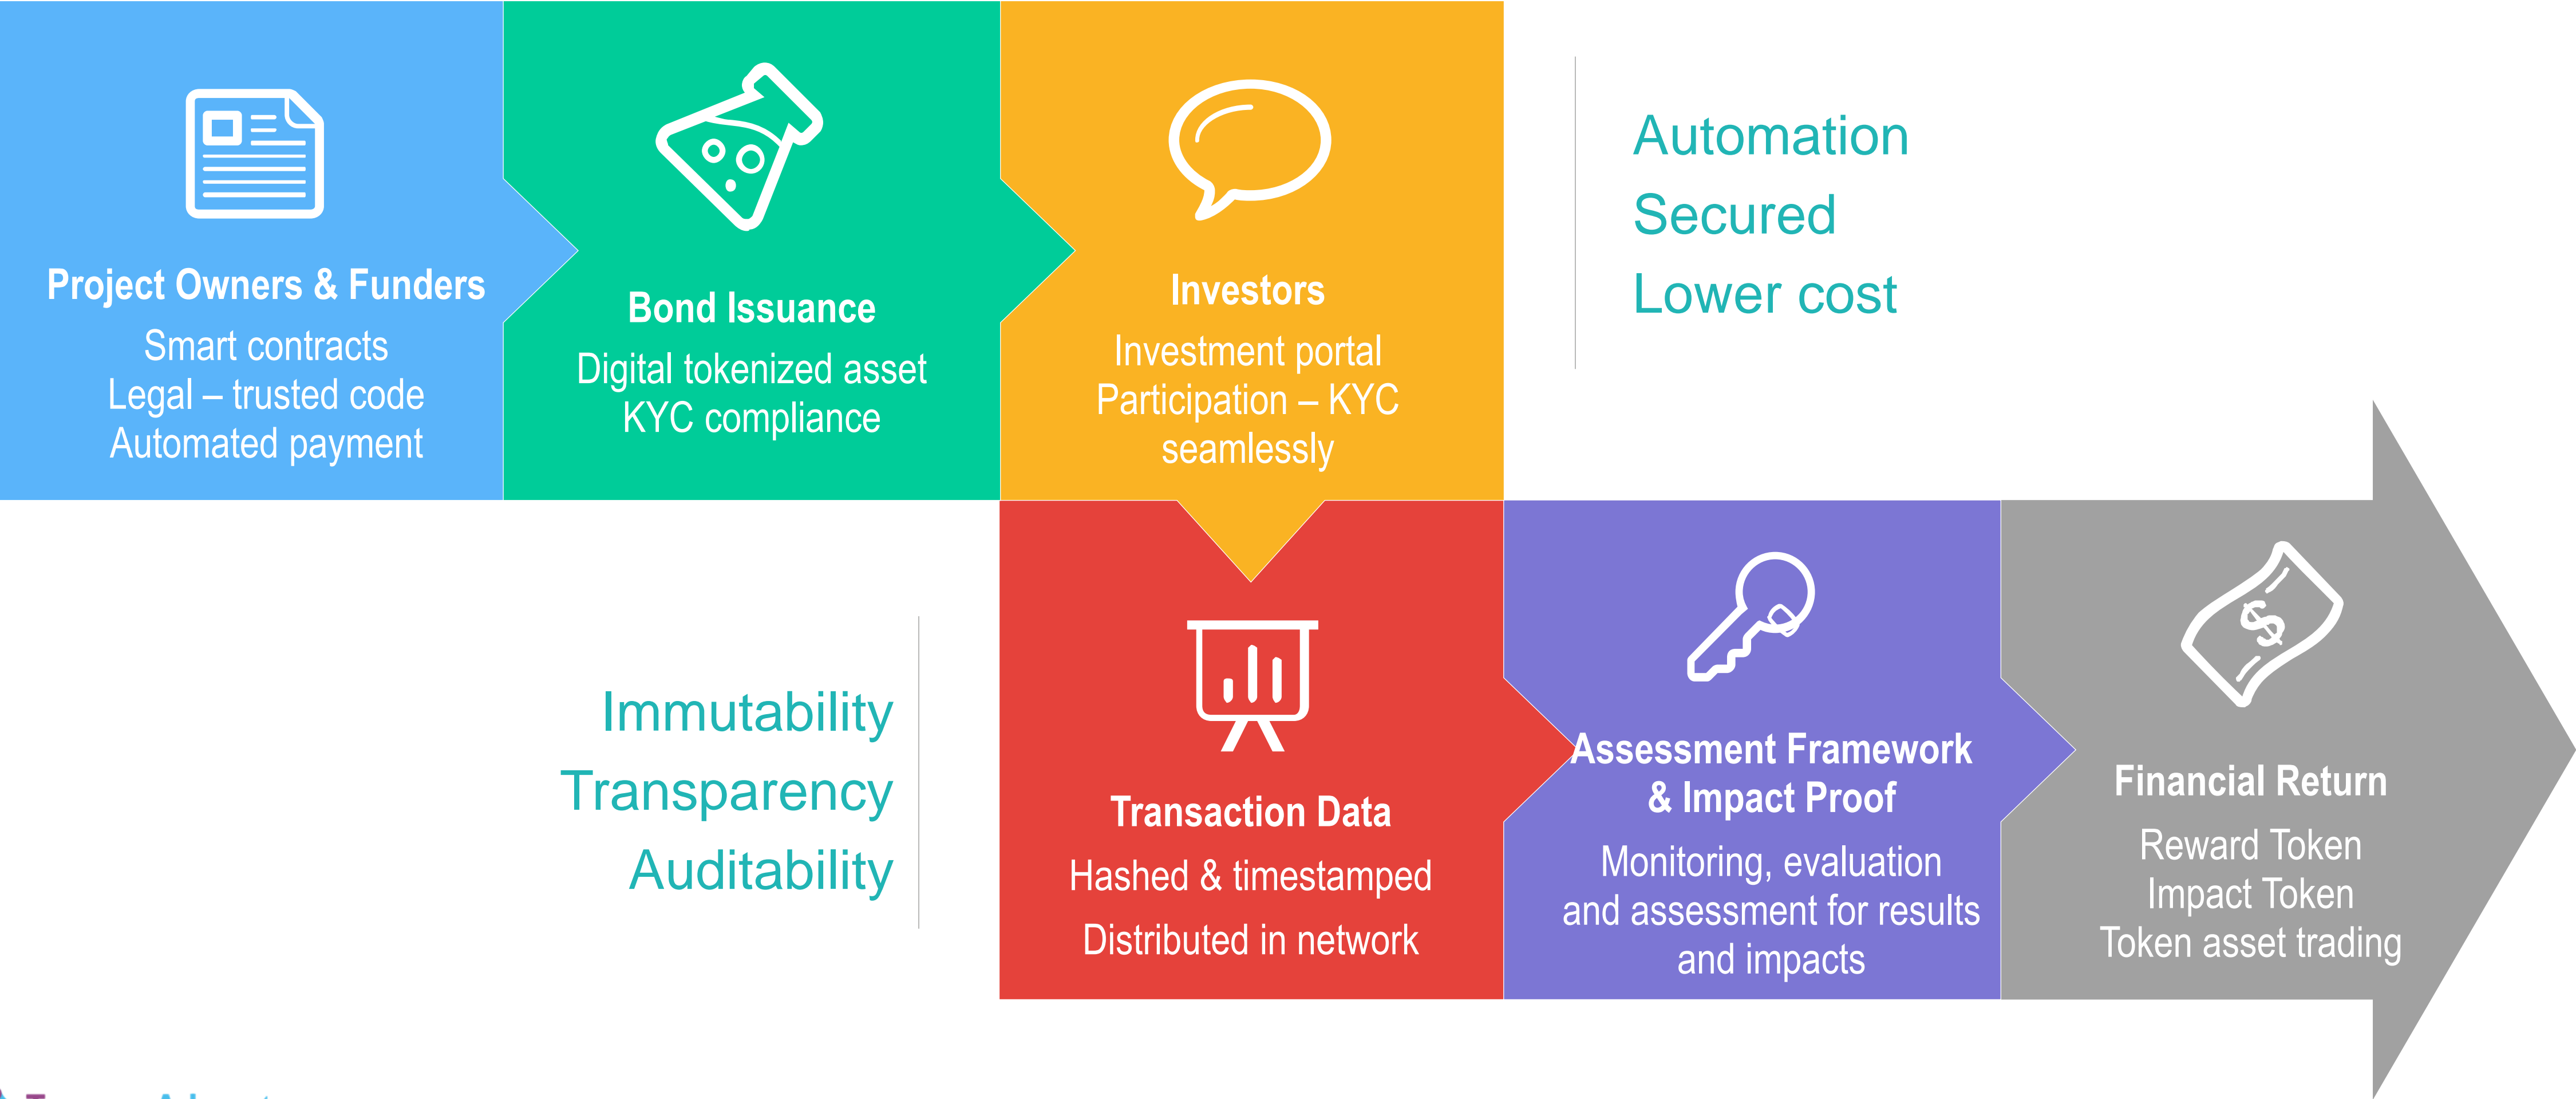 Project Owners & Funders
Smart contracts
Legal – trusted code
Automated payment
Bond Issuance
Digital tokenized asset
KYC compliance
Investors
Investment portal
Participation – KYC
seamlessly
Automation
Secured
Lower cost
Immutability
Transparency
Auditability
Transaction Data
Hashed & timestamped
Distributed in network
Assessment Framework
& Impact Proof
Monitoring, evaluation
and assessment for results
and impacts
Financial Return
Reward Token
Impact Token
Token asset trading
$